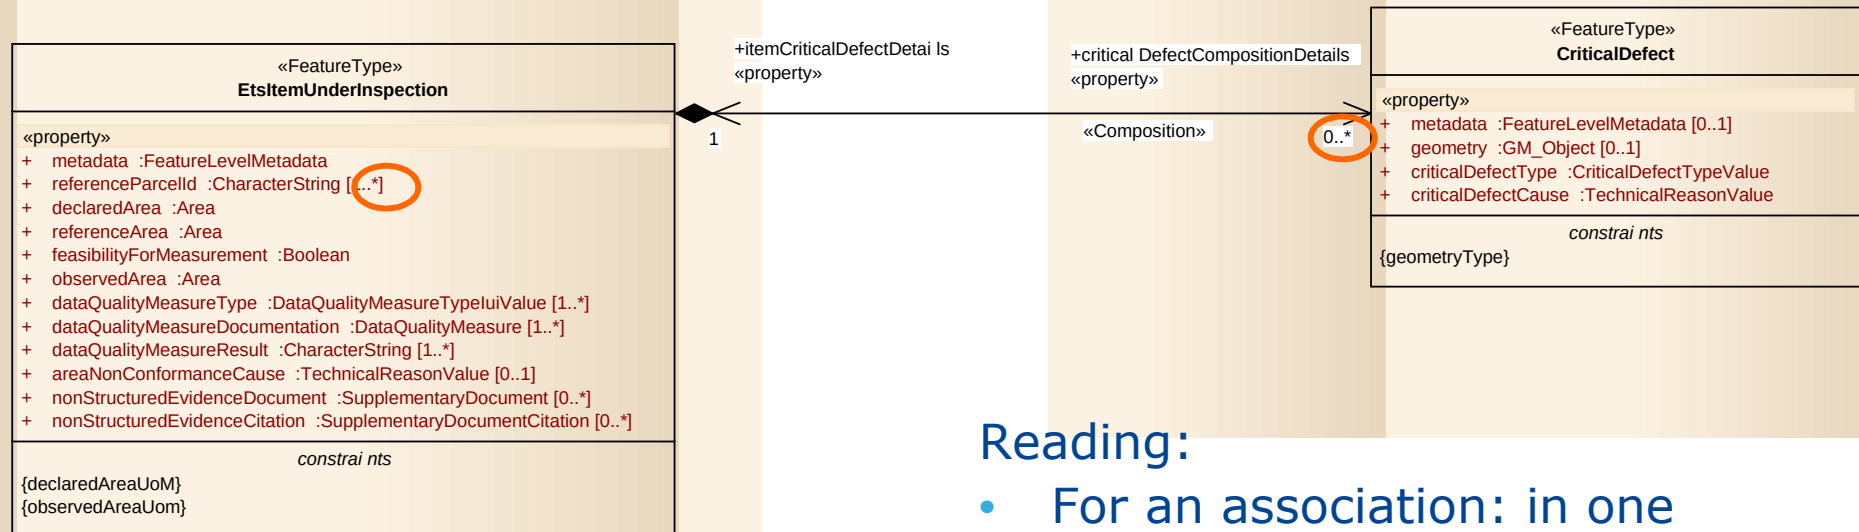 «FeatureType»
EtsItemUnderInspection
«property»
+ metadata :FeatureLevelMetadata
+ referenceParcelId :CharacterString [1..*]
+ declaredArea :Area
+ referenceArea :Area
+ feasibilityForMeasurement :Boolean
+ observedArea :Area
+ dataQualityMeasureType :DataQualityMeasureTypeIuiValue [1..*]
+ dataQualityMeasureDocumentation :DataQualityMeasure [1..*]
+ dataQualityMeasureResult :CharacterString [1..*]
+ areaNonConformanceCause :TechnicalReasonValue [0..1]
+ nonStructuredEvidenceDocument :SupplementaryDocument [0..*]
+ nonStructuredEvidenceCitation :SupplementaryDocumentCitation [0..*]
constrai nts
{declaredAreaUoM}
{observedAreaUom}
+itemCriticalDefectDetai ls
«property»
1
+critical DefectCompositionDetails
«property»
«Composition»
0..*
«FeatureType»
CriticalDefect
«property»
+ metadata :FeatureLevelMetadata [0..1]
+ geometry :GM_Object [0..1]
+ criticalDefectType :CriticalDefectTypeValue
+ criticalDefectCause :TechnicalReasonValue
constrai nts
{geometryType}
Reading:
• For an association: in one